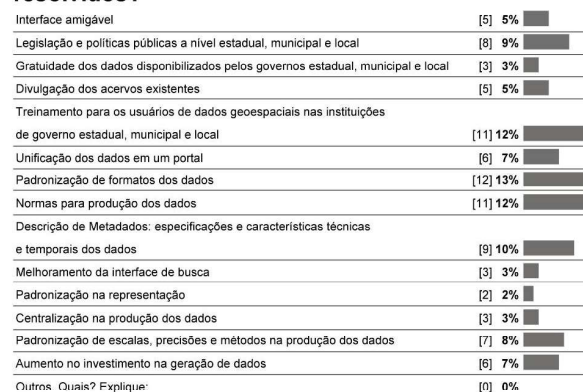 Interface amigável [5] 5%
Legislação e políticas públicas a nível estadual, municipal e local [8] 9%
Gratuidade dos dados disponibilizados pelos governos estadual, municipal e local [3] 3%
Divulgação dos acervos existentes [5] 5%
Treinamento para os usuários de dados geoespaciais nas instituições
de governo estadual, municipal e local [11] 12%
Unificação dos dados em um portal [6] 7%
Padronização de formatos dos dados [12] 13%
Normas para produção dos dados [11] 12%
Descrição de Metadados: especificações e características técnicas
e temporais dos dados [9] 10%
Melhoramento da interface de busca [3] 3%
Padronização na representação [2] 2%
Centralização na produção dos dados [3] 3%
Padronização de escalas, precisões e métodos na produção dos dados [7] 8%
Aumento no investimento na geração de dados [6] 7%
Outros. Quais? Explique: [0] 0%